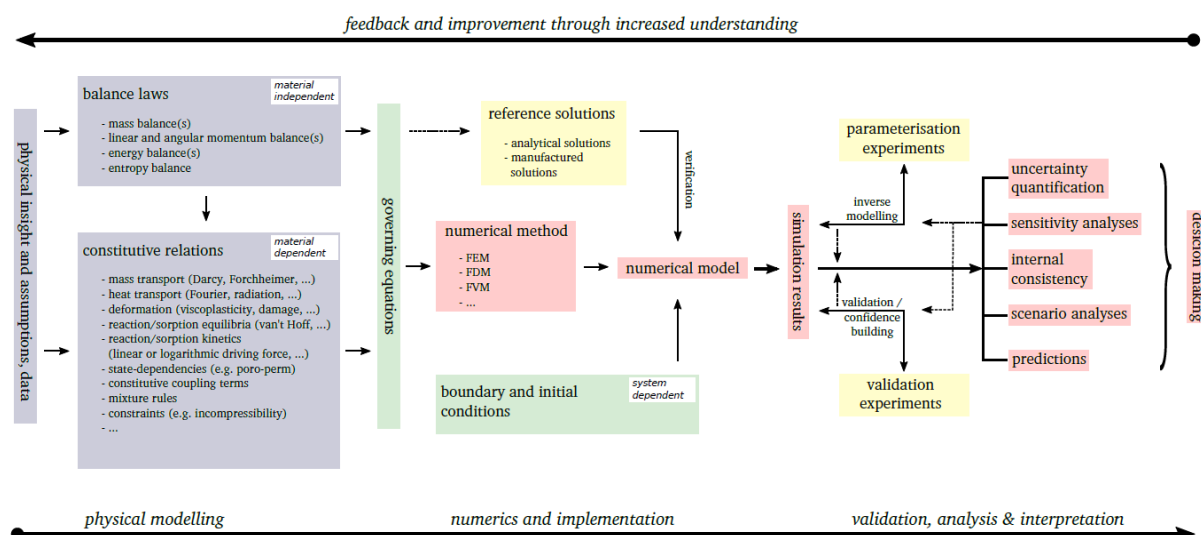 feedback and improvement through increased understanding
physical insight and assumptions, data
balance laws
material
independent
- mass balance(s)
- linear and angular momentum balance(s)
- energy balance(s)
- entropy balance
constitutive relations
material
dependent
- mass transport (Darcy, Forchheimer, ...)
- heat transport (Fourier, radiation, ...)
- deformation (viscoplasticity, damage, ...)
- reaction/sorption equilibria (van't Hoff, ...)
- reaction/sorption kinetics
(linear or logarithmic driving force, ...)
- state-dependencies (e.g. poro-perm)
- constitutive coupling terms
- mixture rules
- constraints (e.g. incompressibility)
- ...
governing equations
reference solutions
- analytical solutions
- manufactured
solutions
verification
numerical method
- FEM
- FDM
- FVM
- ...
numerical model
boundary and initial
conditions
system
dependent
simulation results
parameterisation
experiments
inverse
modelling
validation /
confidence
building
validation
experiments
uncertainty
quantification
sensitivity analyses
internal
consistency
scenario analyses
predictions
desicion making
physical modelling
numerics and implementation
validation, analysis & interpretation